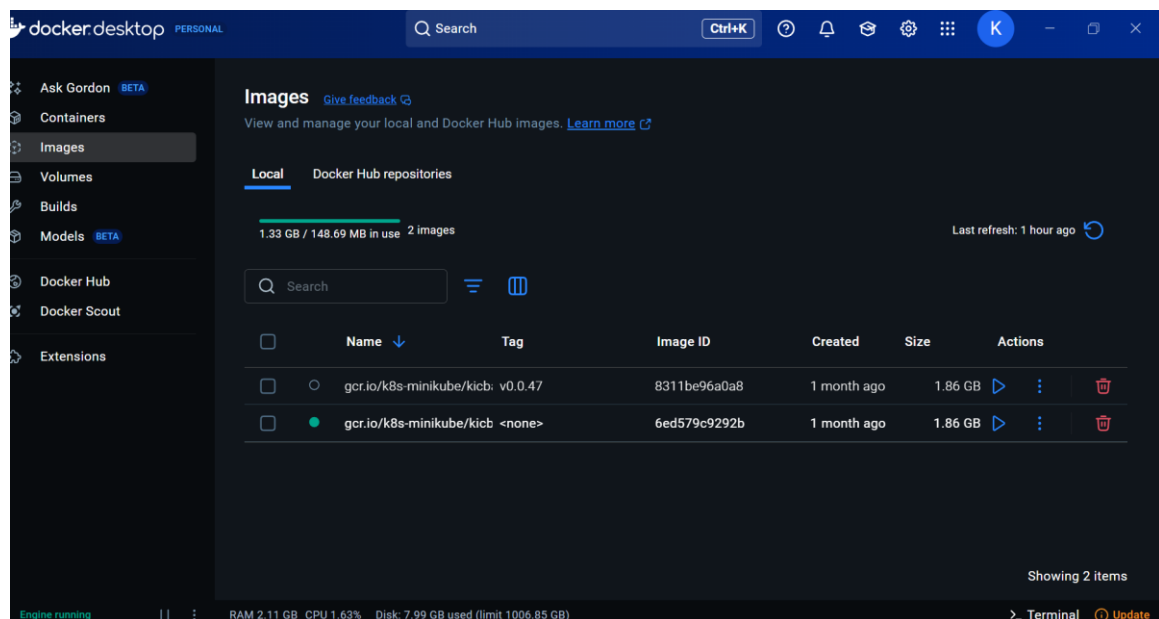 docker.desktop PERSONAL
Search
Ctrl+K
K
Ask Gordon BETA
Containers
Images
Volumes
Builds
Models BETA
Docker Hub
Docker Scout
Extensions
Images Give feedback
View and manage your local and Docker Hub images. Learn more
Local Docker Hub repositories
1.33 GB / 148.69 MB in use 2 images
Last refresh: 1 hour ago
Search
Name Tag Image ID Created Size Actions
gcr.io/k8s-minikube/kicba v0.0.47 8311be96a0a8 1 month ago 1.86 GB
gcr.io/k8s-minikube/kicb <none> 6ed579c9292b 1 month ago 1.86 GB
Showing 2 items
Engine running RAM 2.11 GB CPU 1.63% Disk: 7.99 GB used (limit 1006.85 GB) Terminal Update